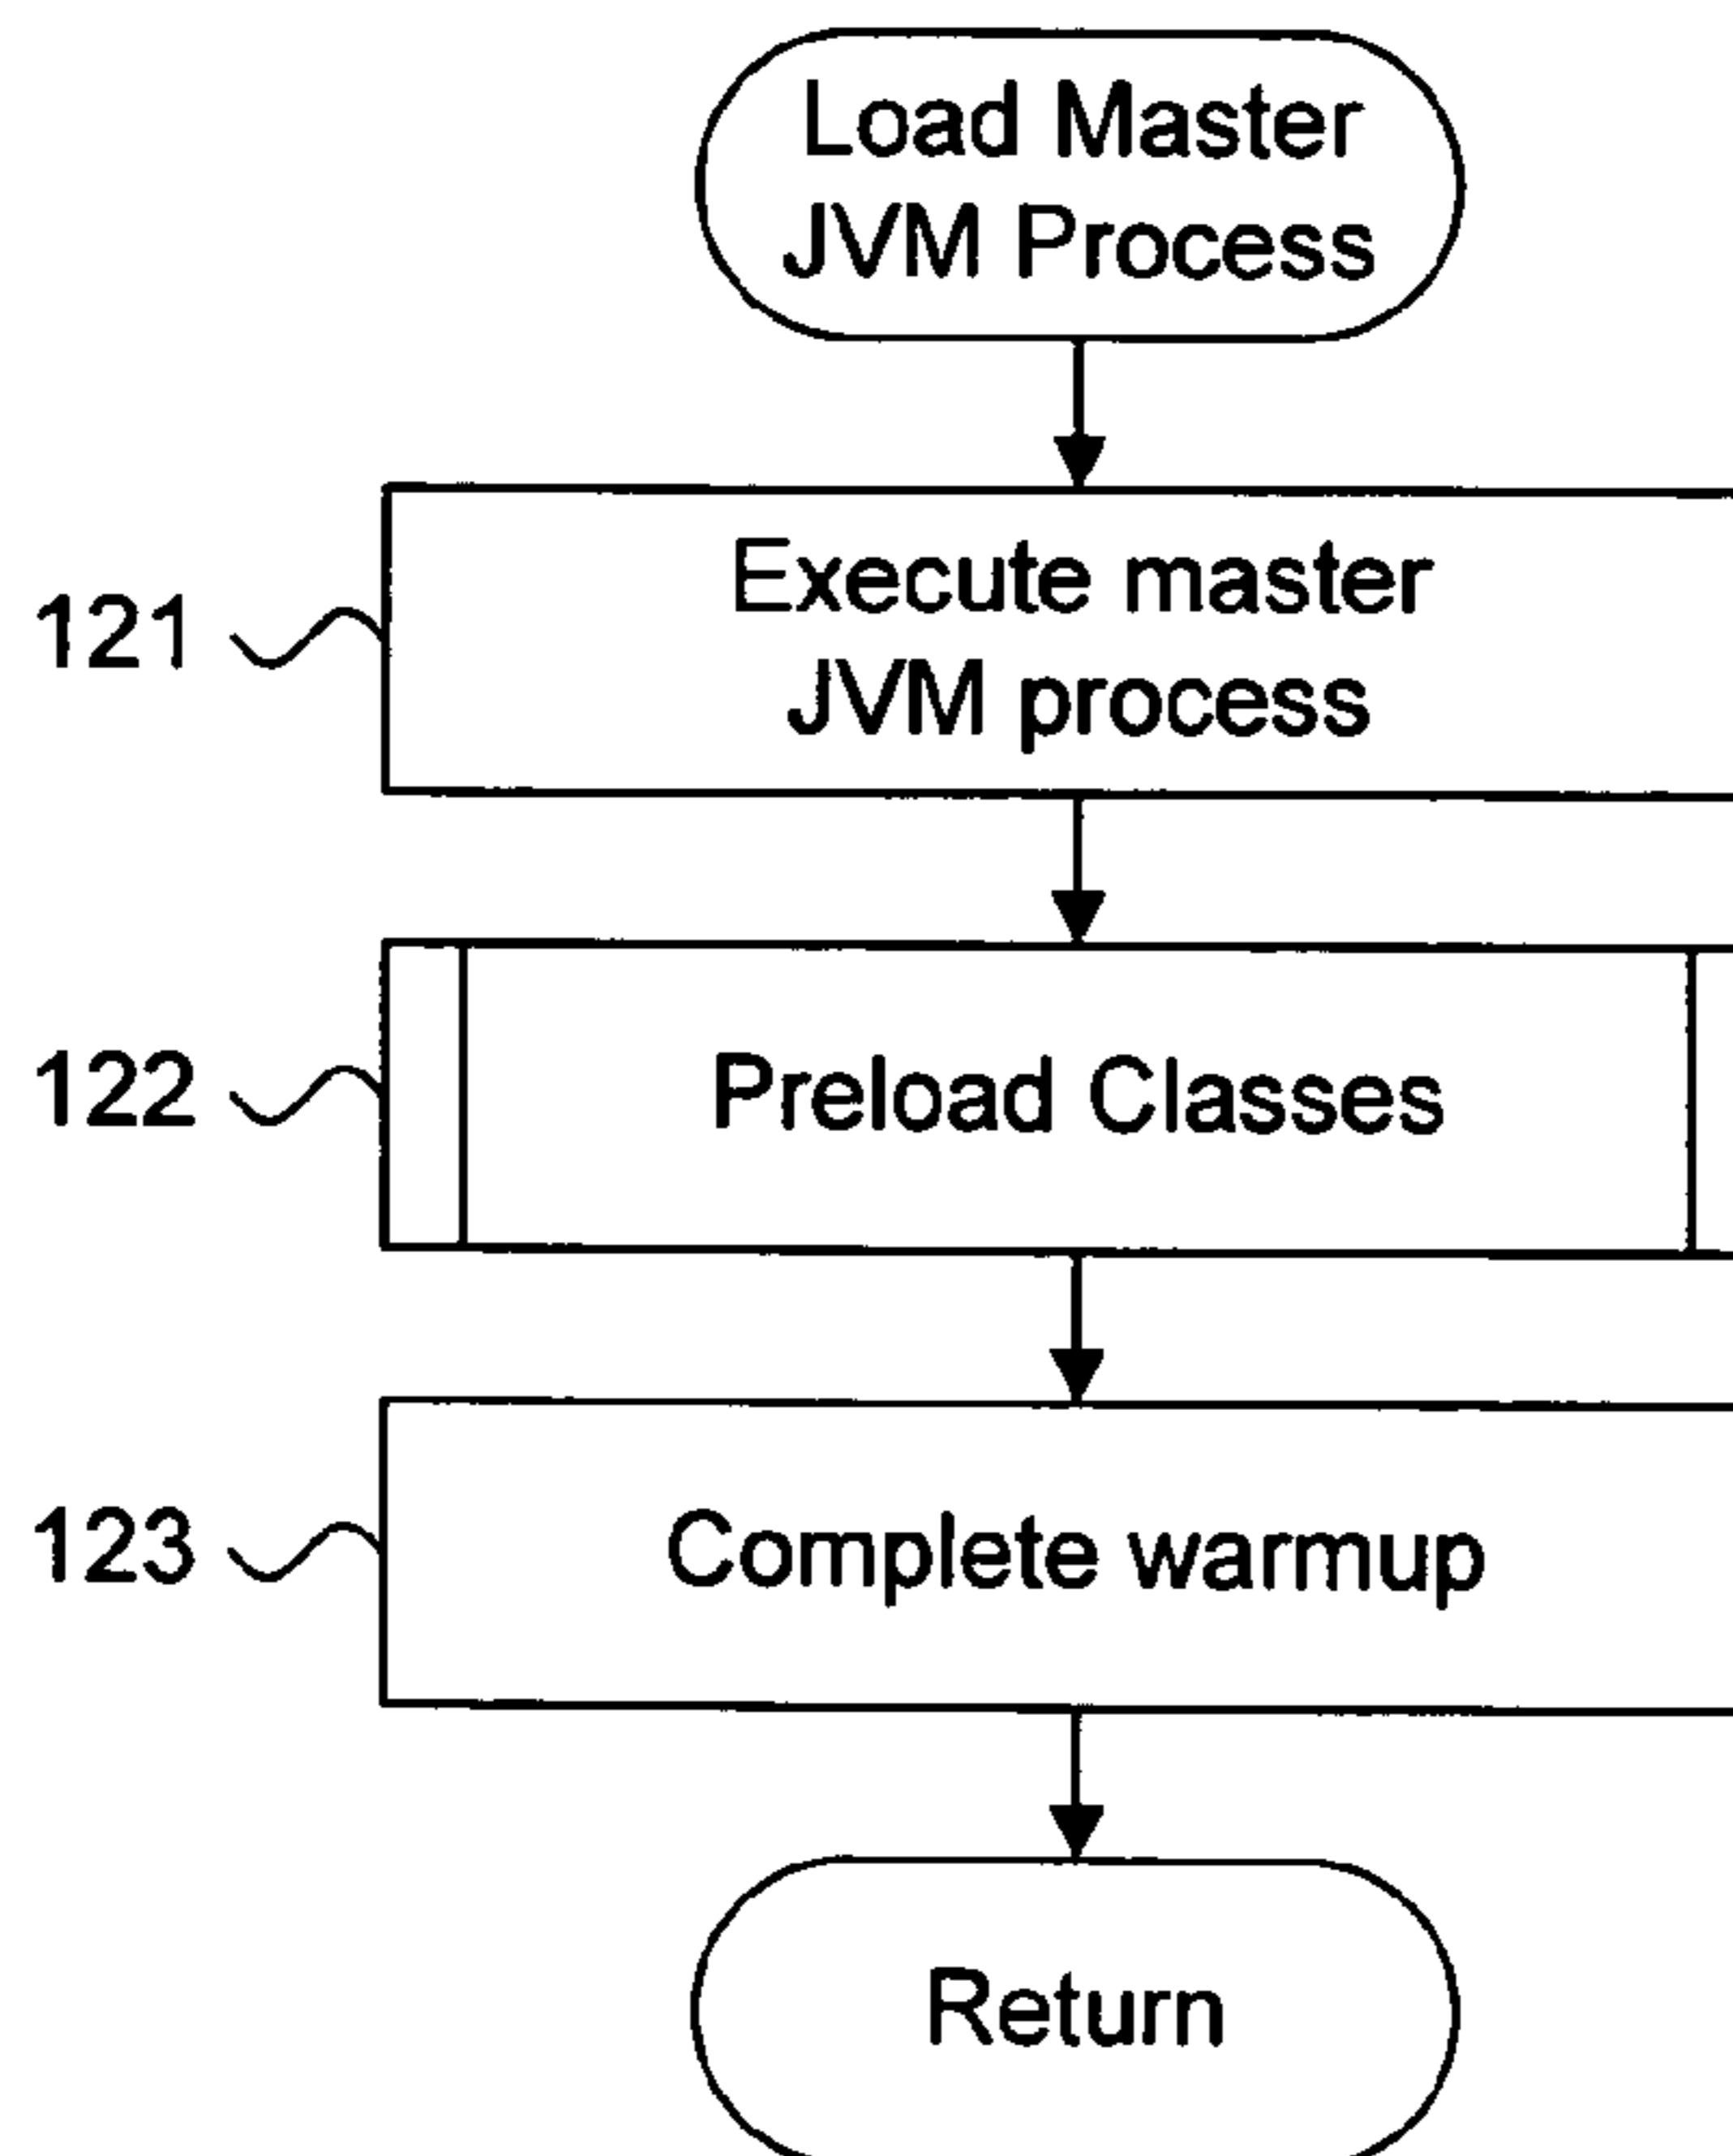 Load Master
JVM Process
121
Execute master
JVM process
122
Preload Classes
123
Complete warmup
Return